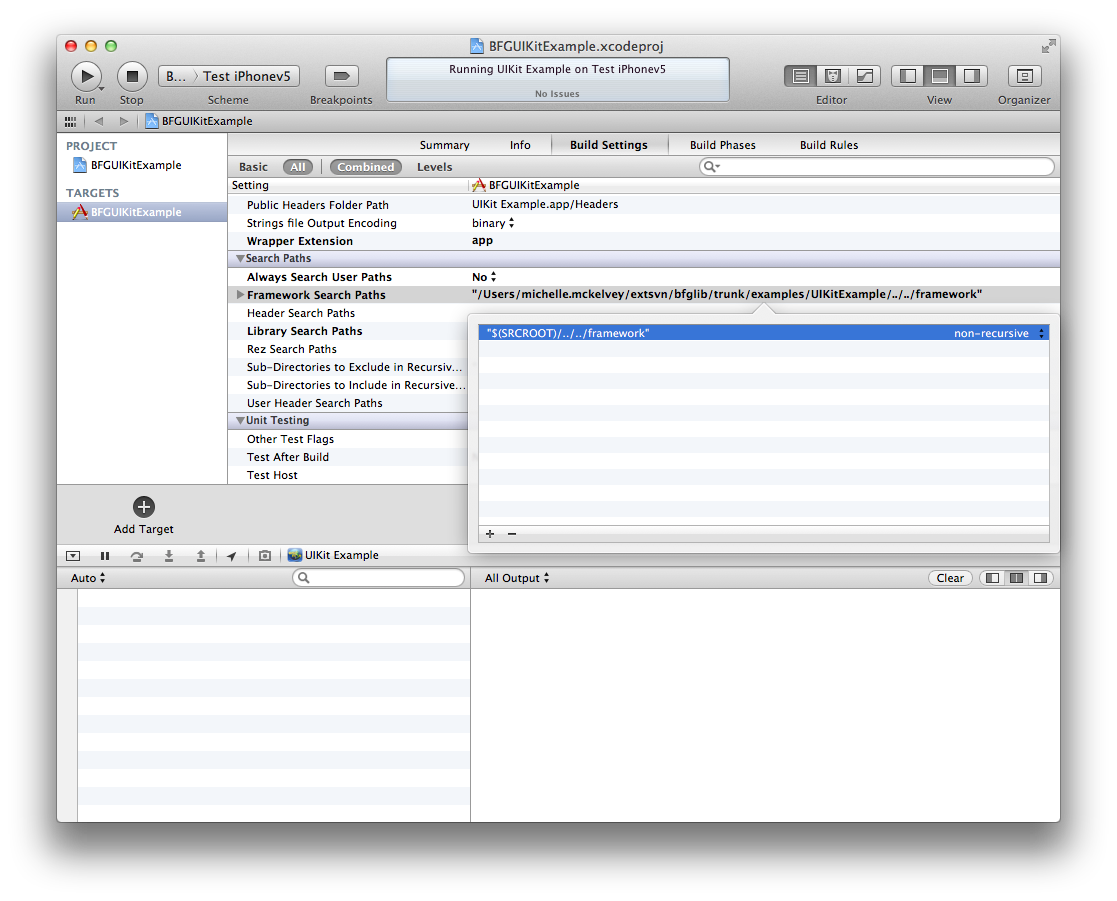 BFGUIKitExample.xcodeproj
Run
Stop
B... Test iPhonev5
Scheme
Breakpoints
Running UIKit Example on Test iPhonev5
No Issues
Editor
View
Organizer
BFGUIKitExample
PROJECT
BFGUIKitExample
TARGETS
BFGUIKitExample
Add Target
Summary Info Build Settings Build Phases Build Rules
Basic All Combined Levels
Setting BFGUIKitExample
Public Headers Folder Path UIKit Example.app/Headers
Strings file Output Encoding binary
Wrapper Extension app
Search Paths
Always Search User Paths No
Framework Search Paths "/Users/michelle.mckelvey/extsvn/bfglib/trunk/examples/UIKitExample/../../framework"
Header Search Paths
Library Search Paths
Rez Search Paths
Sub-Directories to Exclude in Recursiv...
Sub-Directories to Include in Recursive...
User Header Search Paths
Unit Testing
Other Test Flags
Test After Build
Test Host
"$(SRCROOT)/../../framework" non-recursive
+ −
UIKit Example
Auto
All Output
Clear